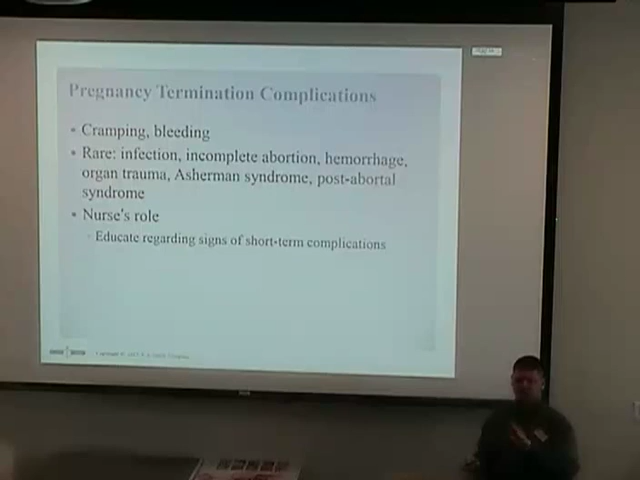 Pregnancy Termination Complications
• Cramping, bleeding
• Rare: infection, incomplete abortion, hemorrhage,
organ trauma, Asherman syndrome, post-abortal
syndrome
• Nurse's role
– Educate regarding signs of short-term complications